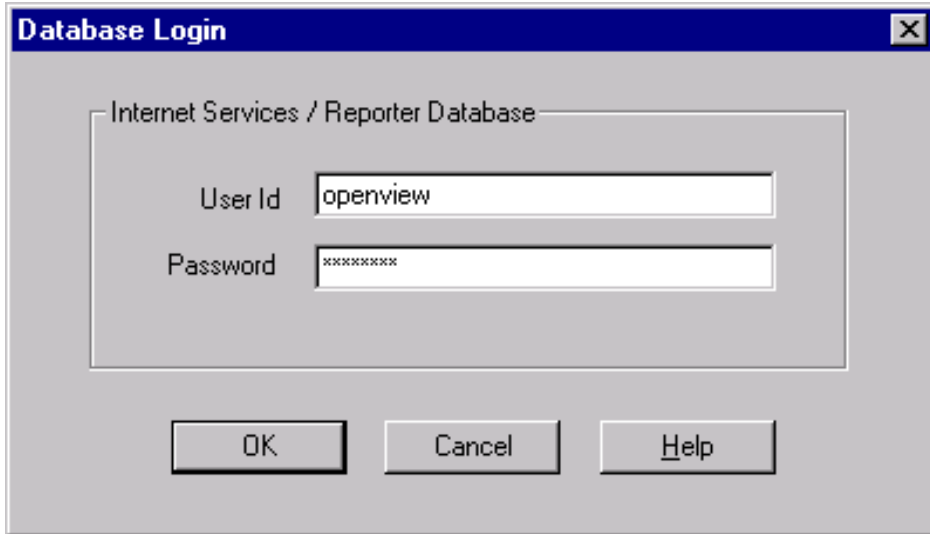 Database Login
Internet Services / Reporter Database
User Id openview
Password ********
OK Cancel Help